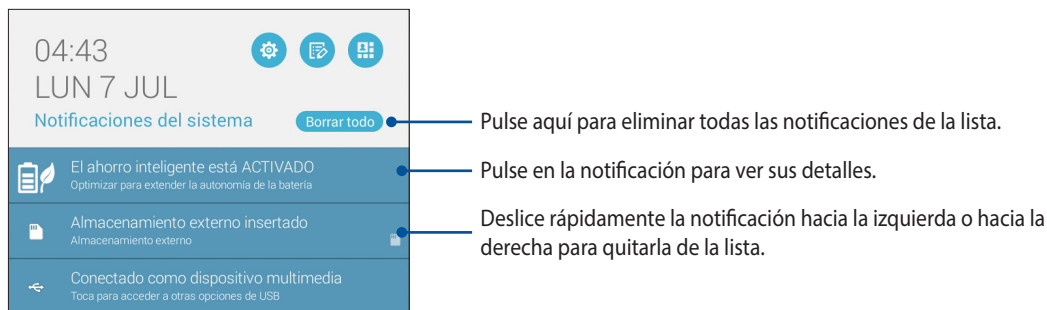 04:43
LUN 7 JUL
Notificaciones del sistema
Borrar todo
Pulse aquí para eliminar todas las notificaciones de la lista.
El ahorro inteligente está ACTIVADO
Optimizar para extender la autonomía de la batería
Pulse en la notificación para ver sus detalles.
Almacenamiento externo insertado
Almacenamiento externo
Deslice rápidamente la notificación hacia la izquierda o hacia la
derecha para quitarla de la lista.
Conectado como dispositivo multimedia
Toca para acceder a otras opciones de USB